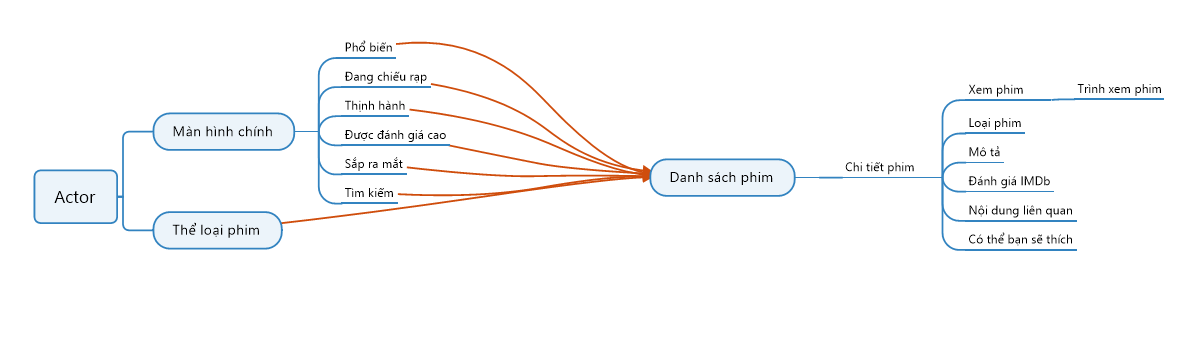 Actor
Màn hình chính
Phổ biến
Đang chiếu rạp
Thịnh hành
Được đánh giá cao
Sắp ra mắt
Tìm kiếm
Thể loại phim
Danh sách phim
Chi tiết phim
Xem phim
Trình xem phim
Loại phim
Mô tả
Đánh giá IMDb
Nội dung liên quan
Có thể bạn sẽ thích